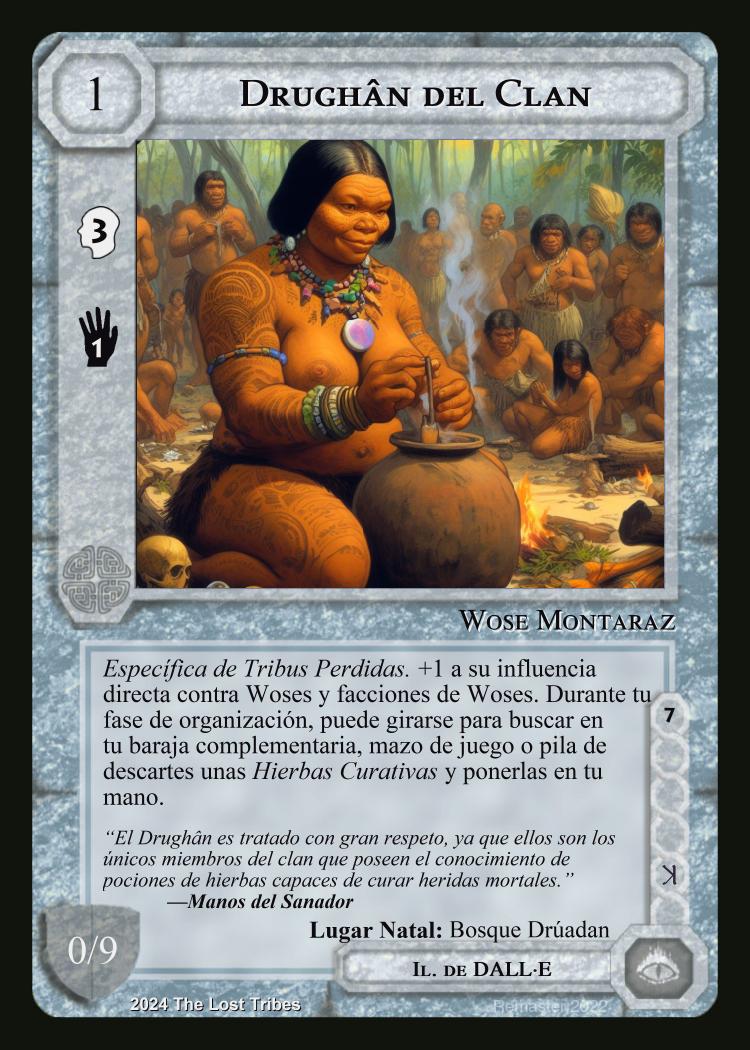 1
Drughân del Clan
3
1
Wose Montaraz
Específica de Tribus Perdidas. +1 a su influencia
directa contra Woses y facciones de Woses. Durante tu
fase de organización, puede girarse para buscar en
tu baraja complementaria, mazo de juego o pila de
descartes unas Hierbas Curativas y ponerlas en tu
mano.
7
“El Drughân es tratado con gran respeto, ya que ellos son los
únicos miembros del clan que poseen el conocimiento de
pociones de hierbas capaces de curar heridas mortales.”
—Manos del Sanador
Lugar Natal: Bosque Drúadan
0/9
Il. de DALL·E
2024 The Lost Tribes
Remaster 2022